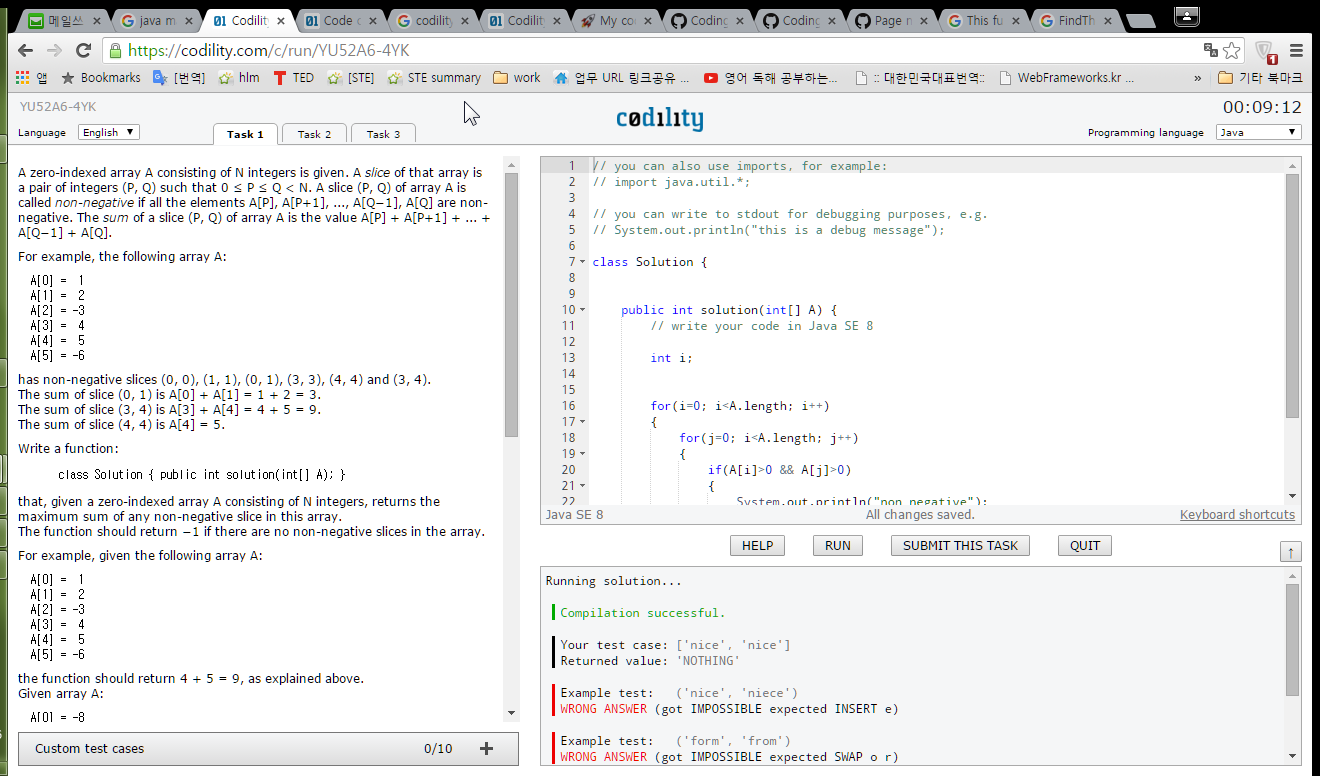 메일쓰
java m
Codility
Code c
codility
Codility
My co
Coding
Coding
Page n
This fu
FindTh
https://codility.com/c/run/YU52A6-4YK
앱
Bookmarks
[번역]
hlm
TED
[STE]
STE summary
work
업무 URL 링크공유 ...
영어 독해 공부하는...
:: 대한민국대표번역::
WebFrameworks.kr ...
»
기타 북마크
YU52A6-4YK
00:09:12
Language
English
Task 1
Task 2
Task 3
codility
Programming language
Java
A zero-indexed array A consisting of N integers is given. A slice of that array is
a pair of integers (P, Q) such that 0 ≤ P ≤ Q < N. A slice (P, Q) of array A is
called non-negative if all the elements A[P], A[P+1], ..., A[Q−1], A[Q] are non-
negative. The sum of a slice (P, Q) of array A is the value A[P] + A[P+1] + ... +
A[Q−1] + A[Q].
For example, the following array A:
A[0] = 1
A[1] = 2
A[2] = -3
A[3] = 4
A[4] = 5
A[5] = -6
has non-negative slices (0, 0), (1, 1), (0, 1), (3, 3), (4, 4) and (3, 4).
The sum of slice (0, 1) is A[0] + A[1] = 1 + 2 = 3.
The sum of slice (3, 4) is A[3] + A[4] = 4 + 5 = 9.
The sum of slice (4, 4) is A[4] = 5.
Write a function:
class Solution { public int solution(int[] A); }
that, given a zero-indexed array A consisting of N integers, returns the
maximum sum of any non-negative slice in this array.
The function should return −1 if there are no non-negative slices in the array.
For example, given the following array A:
A[0] = 1
A[1] = 2
A[2] = -3
A[3] = 4
A[4] = 5
A[5] = -6
the function should return 4 + 5 = 9, as explained above.
Given array A:
A[0] = -8
Custom test cases
0/10
1 // you can also use imports, for example:
2 // import java.util.*;
3
4 // you can write to stdout for debugging purposes, e.g.
5 // System.out.println("this is a debug message");
6
7 class Solution {
8
9
10 public int solution(int[] A) {
11 // write your code in Java SE 8
12
13 int i;
14
15
16 for(i=0; i<A.length; i++)
17 {
18 for(j=0; i<A.length; j++)
19 {
20 if(A[i]>0 && A[j]>0)
21 {
22 System.out.println("non negative");
Java SE 8
All changes saved.
Keyboard shortcuts
HELP
RUN
SUBMIT THIS TASK
QUIT
Running solution...
Compilation successful.
Your test case: ['nice', 'nice']
Returned value: 'NOTHING'
Example test: ('nice', 'niece')
WRONG ANSWER (got IMPOSSIBLE expected INSERT e)
Example test: ('form', 'from')
WRONG ANSWER (got IMPOSSIBLE expected SWAP o r)